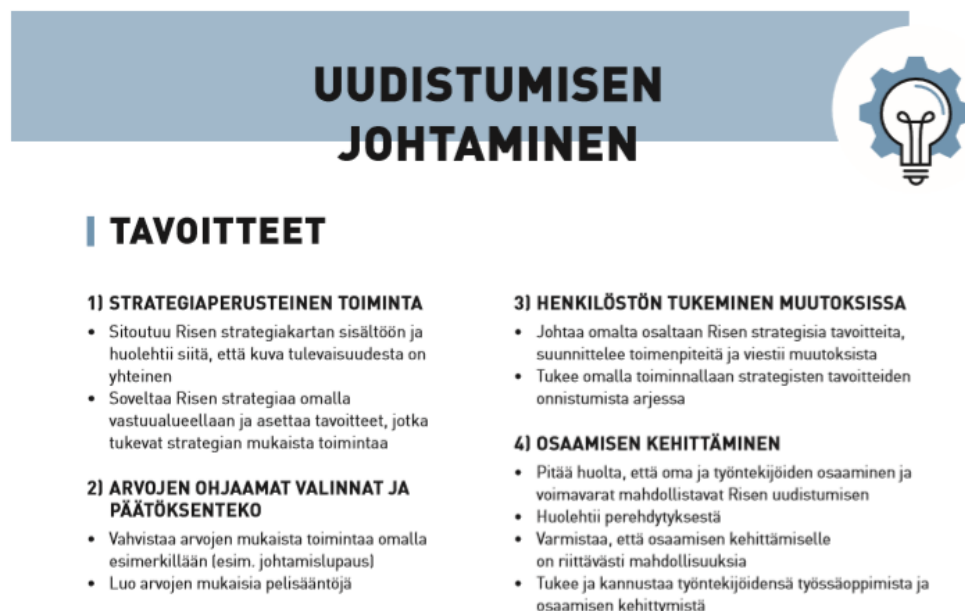 UUDISTUMISEN
JOHTAMINEN
TAVOITTEET
1) STRATEGIAPERUSTEINEN TOIMINTA
• Sitoutuu Risen strategiakartan sisältöön ja
huolehtii siitä, että kuva tulevaisuudesta on
yhteinen
• Soveltaa Risen strategiaa omalla
vastuualueellaan ja asettaa tavoitteet, jotka
tukevat strategian mukaista toimintaa
2) ARVOJEN OHJAAMAT VALINNAT JA
PÄÄTÖKSENTEKO
• Vahvistaa arvojen mukaista toimintaa omalla
esimerkillään (esim. johtamislupaus)
• Luo arvojen mukaisia pelisääntöjä
3) HENKILÖSTÖN TUKEMINEN MUUTOKSISSA
• Johtaa omalta osaltaan Risen strategisia tavoitteita,
suunnittelee toimenpiteitä ja viestii muutoksista
• Tukee omalla toiminnallaan strategisten tavoitteiden
onnistumista arjessa
4) OSAAMISEN KEHITTÄMINEN
• Pitää huolta, että oma ja työntekijöiden osaaminen ja
voimavarat mahdollistavat Risen uudistumisen
• Huolehtii perehdytyksestä
• Varmistaa, että osaamisen kehittämiselle
on riittävästi mahdollisuuksia
• Tukee ja kannustaa työntekijöidensä työssäoppimista ja
osaamisen kehittymistä